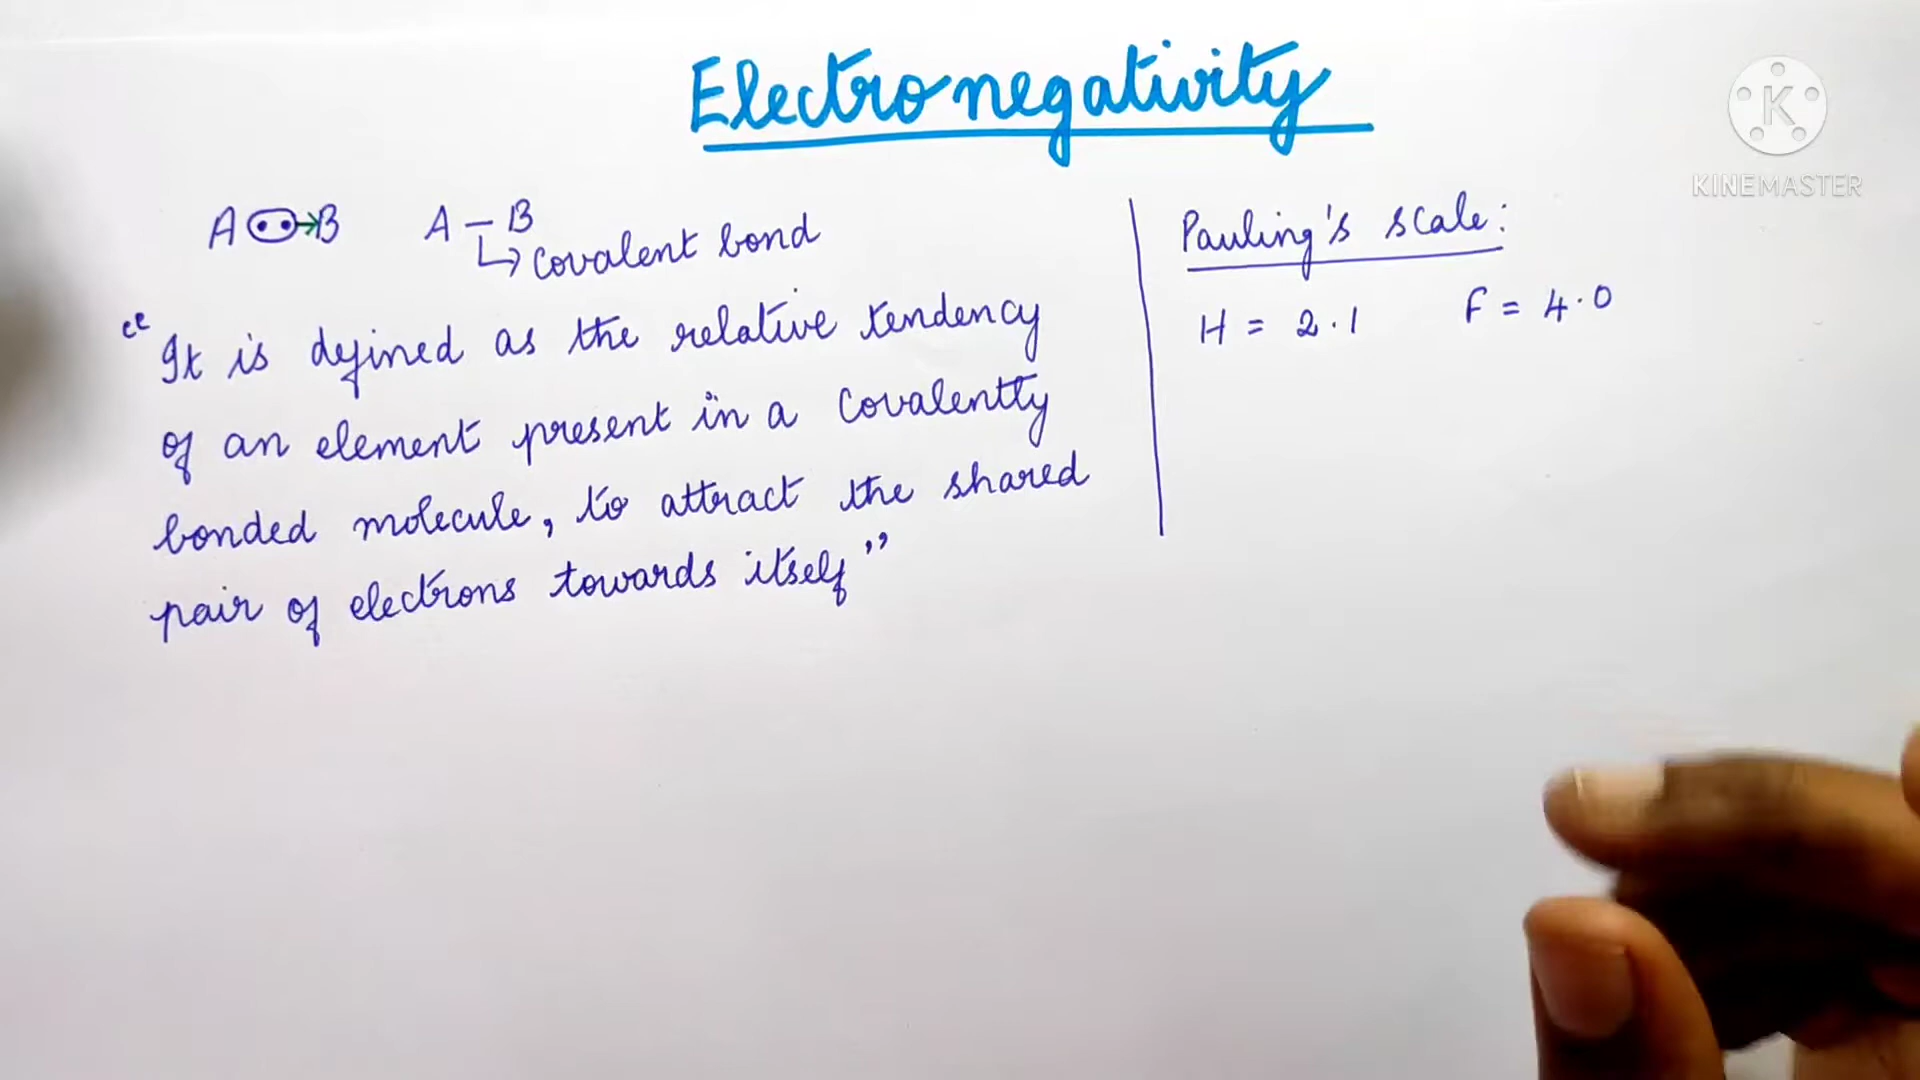 Electronegativity
K
KINEMASTER
A →B A – B
↳ Covalent bond
“It is defined as the relative tendency
of an element present in a covalently
bonded molecule, to attract the shared
pair of electrons towards itself”
Pauling's scale:
H = 2.1 F = 4.0